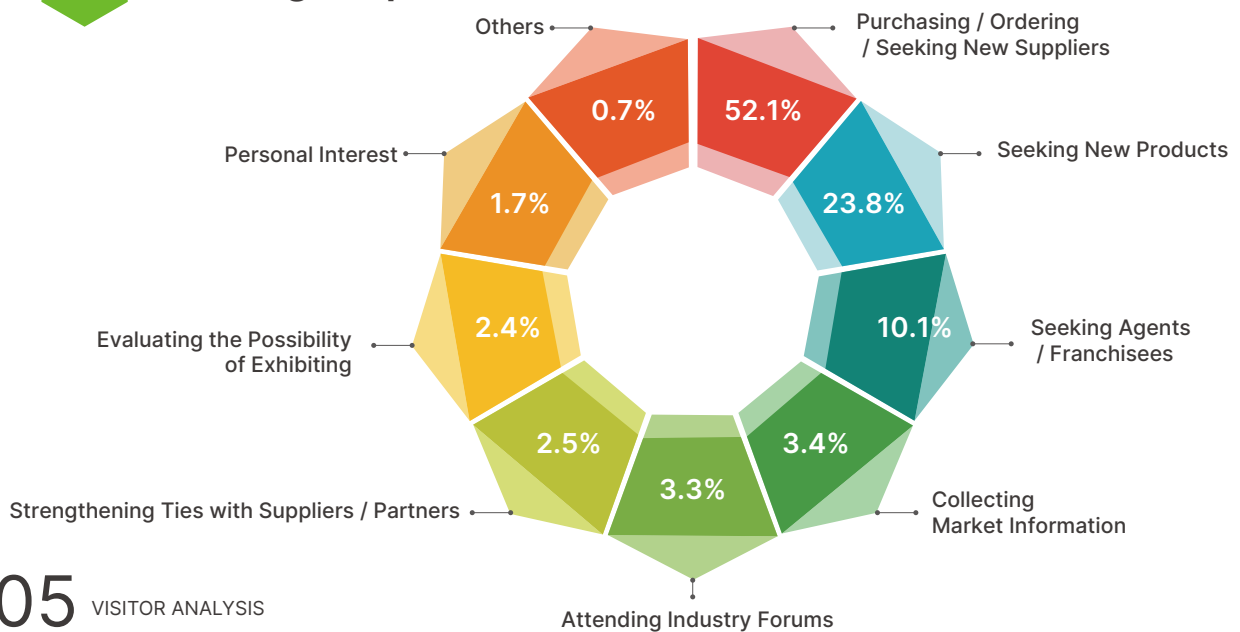 Others
Purchasing / Ordering
/ Seeking New Suppliers
0.7%
52.1%
Personal Interest
Seeking New Products
1.7%
23.8%
Evaluating the Possibility
of Exhibiting
2.4%
10.1%
Seeking Agents
/ Franchisees
2.5%
3.4%
3.3%
Strengthening Ties with Suppliers / Partners
Collecting
Market Information
Attending Industry Forums
05 VISITOR ANALYSIS